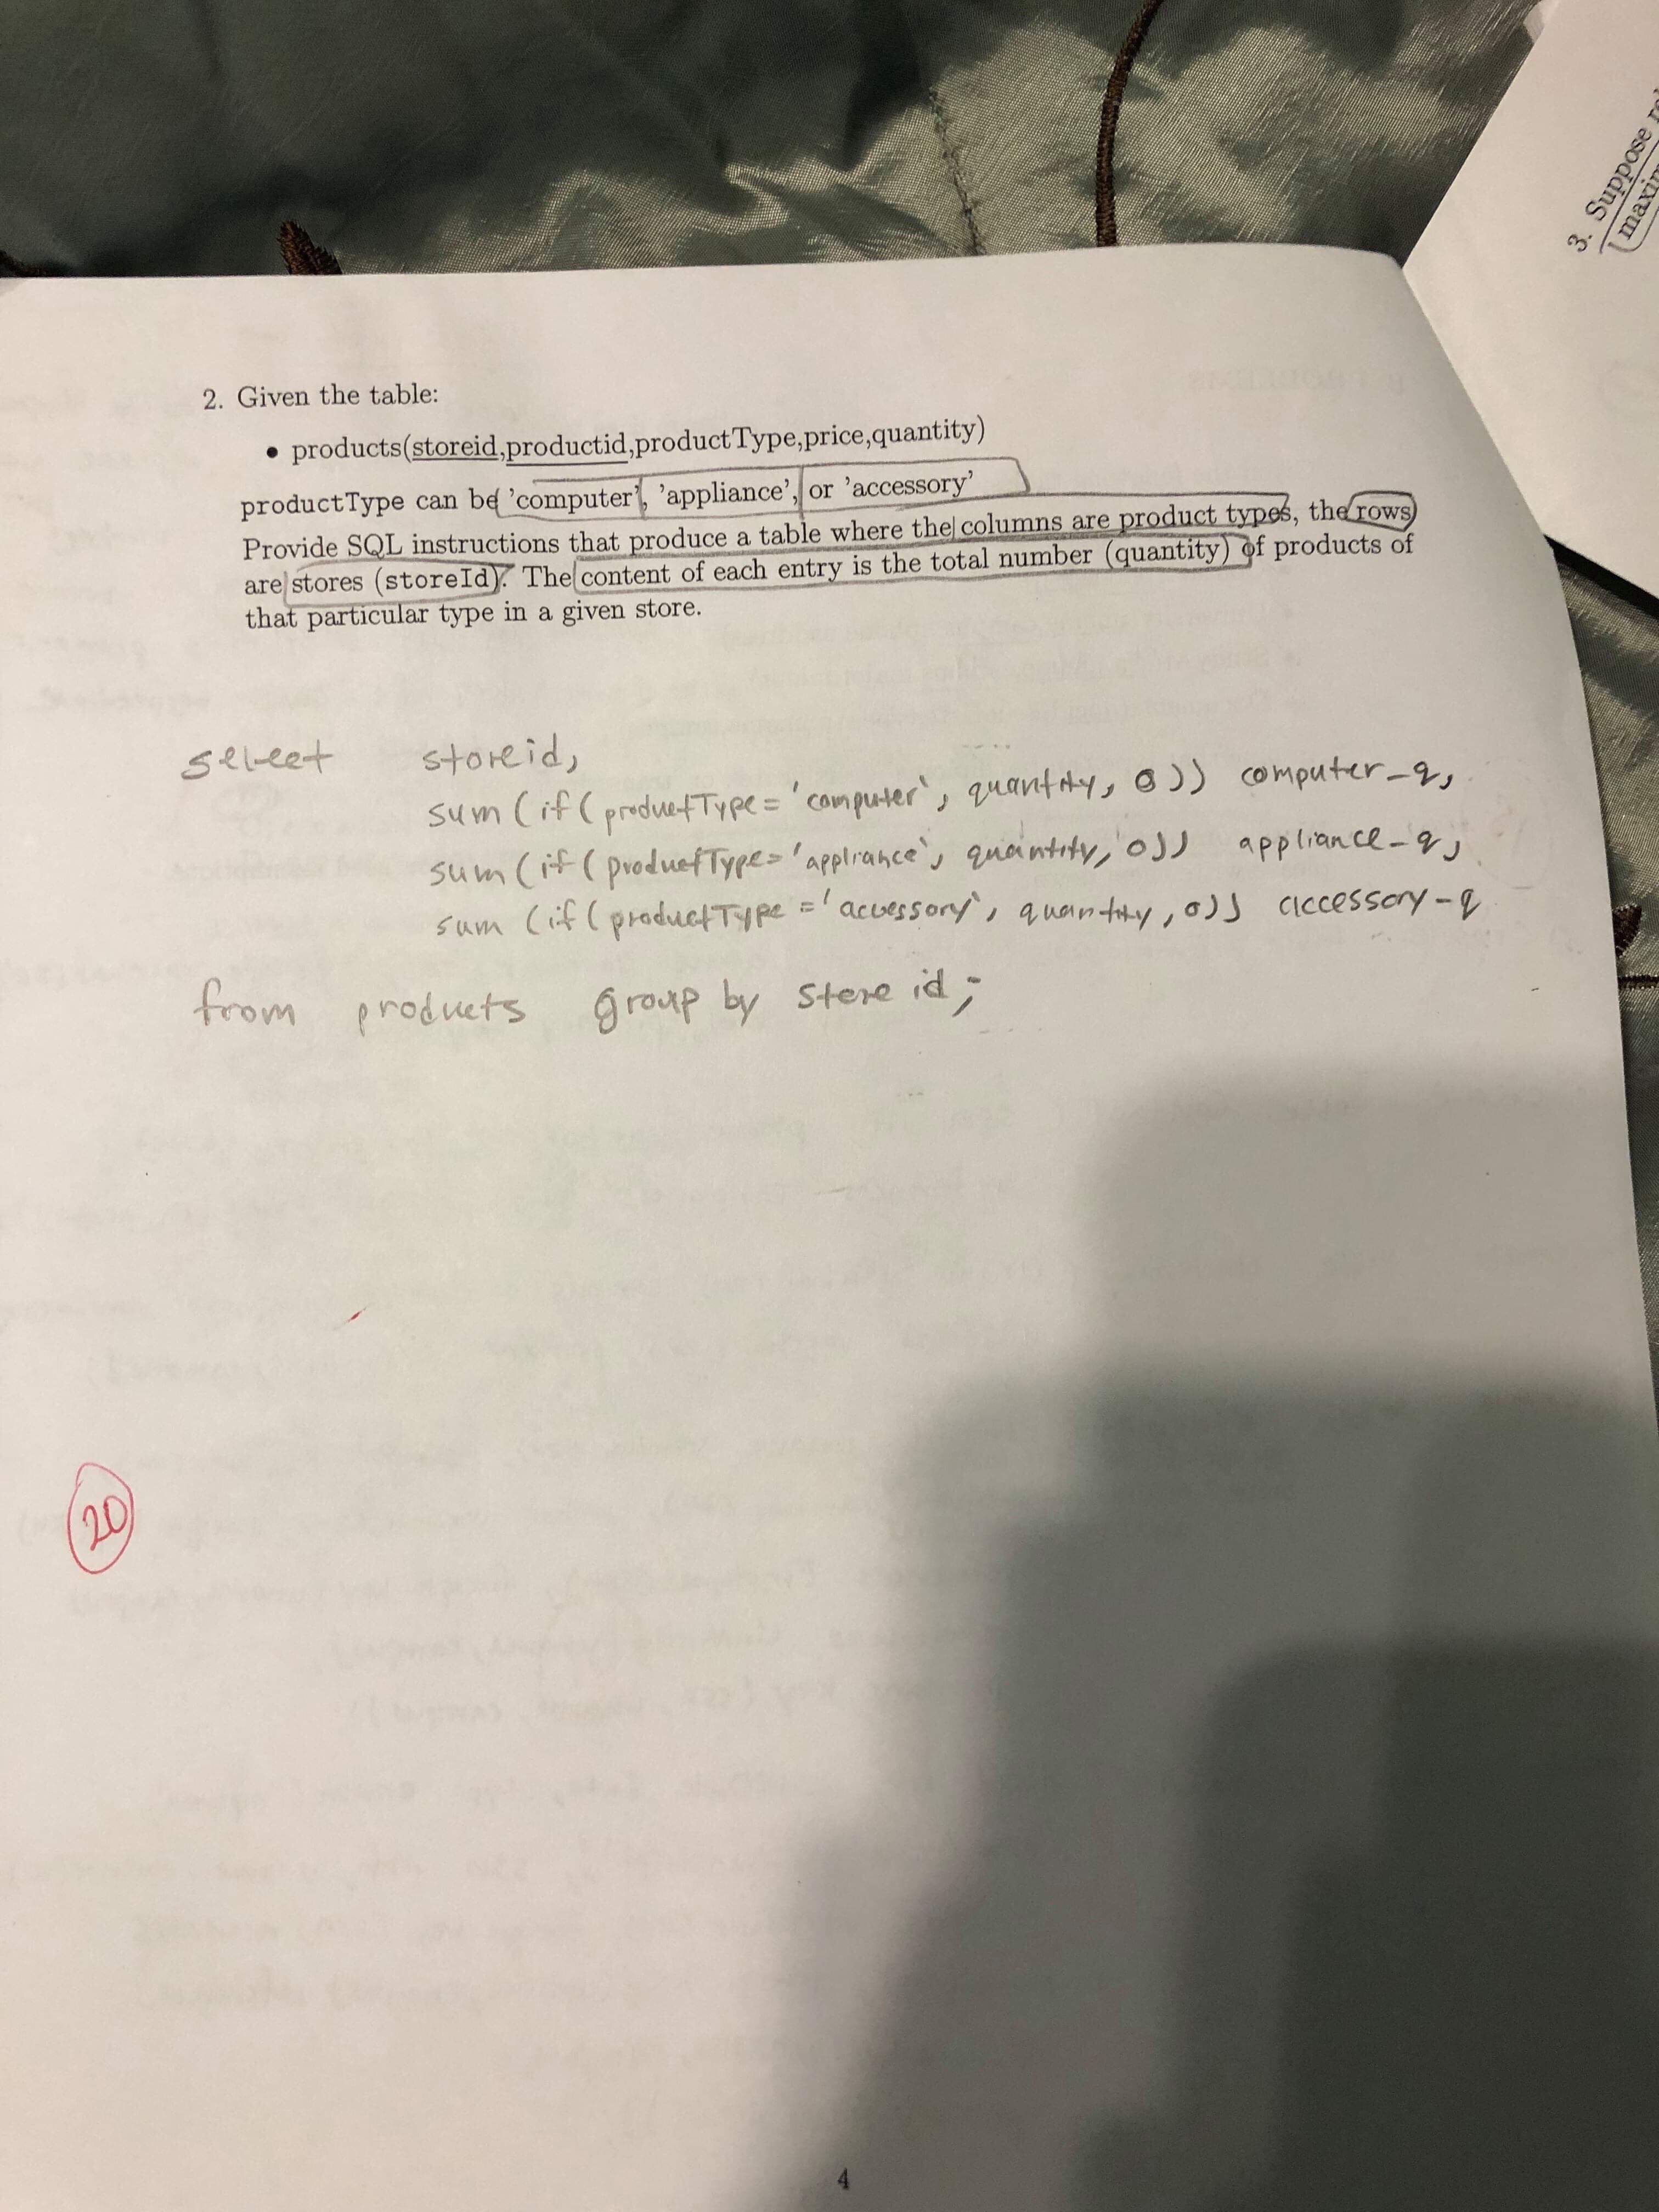 3. Suppose
2. Given the table:
• products(storeid,productid,productType,price,quantity)
productType can be 'computer', 'appliance', or 'accessory'
Provide SQL instructions that produce a table where the columns are product types, the rows
are stores (storeId). The content of each entry is the total number (quantity) of products of
that particular type in a given store.
select storeid,
sum (if (productType = 'computer', quantity, 0)) computer_q,
sum (if (productType = 'appliance', quantity, 0)) appliance_q,
sum (if (productType = 'accessory', quantity, 0)) accessory_q
from products group by storeid;
20
4